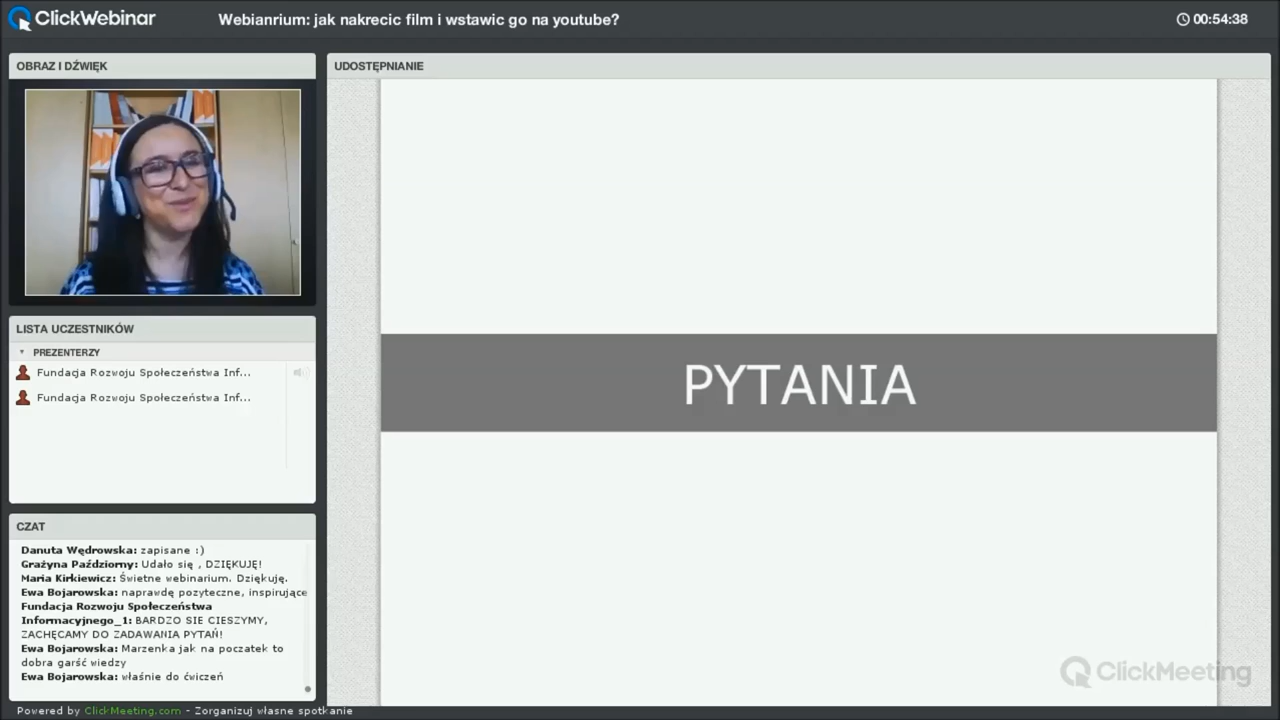 ClickWebinar
Webianrium: jak nakrecic film i wstawic go na youtube?
00:54:38
OBRAZ I DŹWIĘK
UDOSTĘPNIANIE
LISTA UCZESTNIKÓW
PREZENTERZY
Fundacja Rozwoju Społeczeństwa Inf...
Fundacja Rozwoju Społeczeństwa Inf...
PYTANIA
CZAT
Danuta Wędrowska: zapisane :)
Grażyna Paździorny: Udało się , DZIĘKUJĘ!
Maria Kirkiewicz: Świetne webinarium. Dziękuję.
Ewa Bojarowska: naprawdę pozyteczne, inspirujące
Fundacja Rozwoju Społeczeństwa
Informacyjnego_1: BARDZO SIE CIESZYMY,
ZACHĘCAMY DO ZADAWANIA PYTAŃ!
Ewa Bojarowska: Marzenka jak na poczatek to
dobra garść wiedzy
Ewa Bojarowska: właśnie do ćwiczeń
ClickMeeting
Powered by ClickMeeting.com - Zorganizuj własne spotkanie